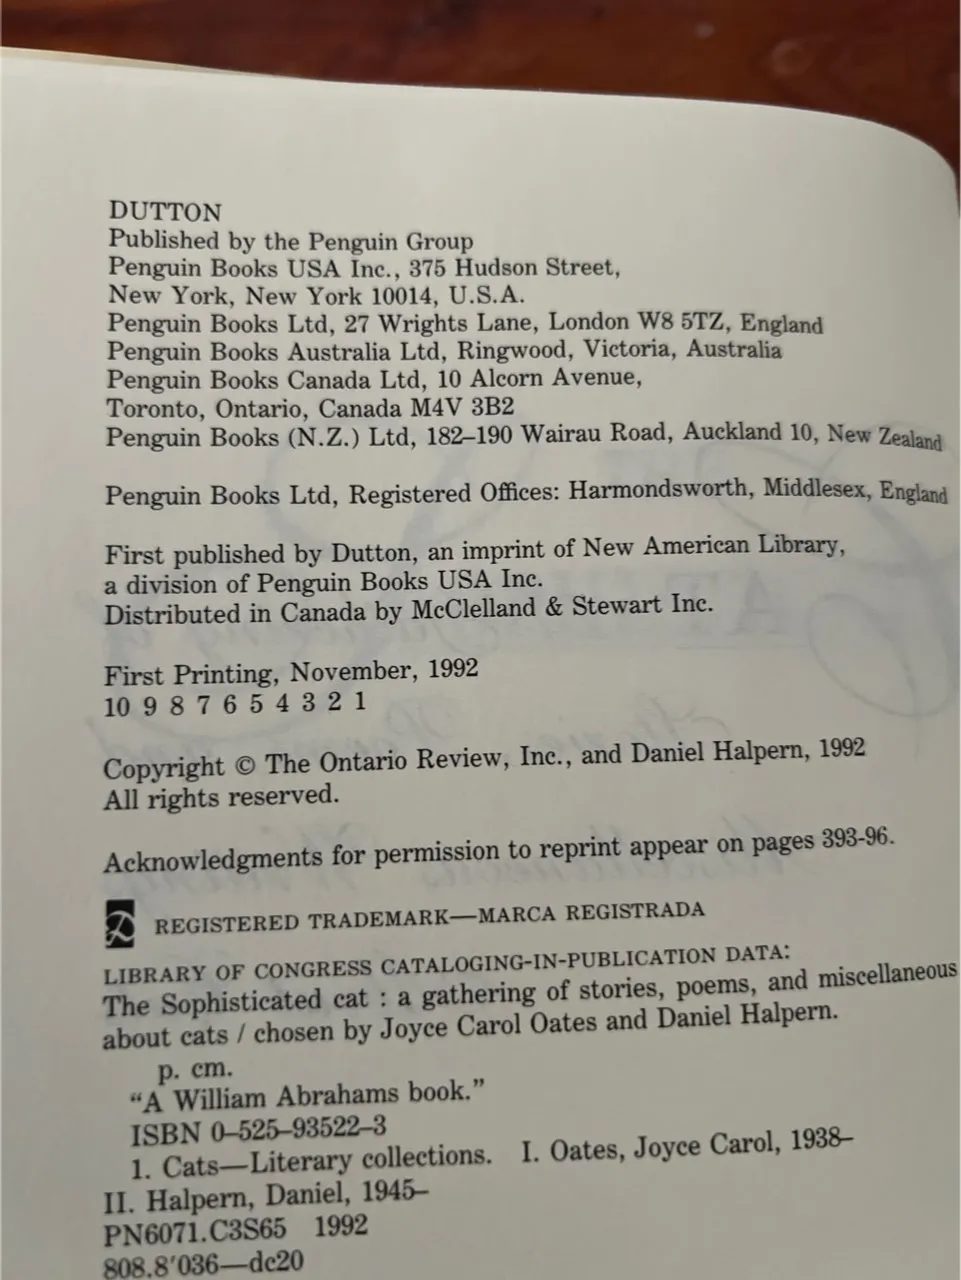 DUTTON
Published by the Penguin Group
Penguin Books USA Inc., 375 Hudson Street,
New York, New York 10014, U.S.A.
Penguin Books Ltd, 27 Wrights Lane, London W8 5TZ, England
Penguin Books Australia Ltd, Ringwood, Victoria, Australia
Penguin Books Canada Ltd, 10 Alcorn Avenue,
Toronto, Ontario, Canada M4V 3B2
Penguin Books (N.Z.) Ltd, 182–190 Wairau Road, Auckland 10, New Zealand
Penguin Books Ltd, Registered Offices: Harmondsworth, Middlesex, England
First published by Dutton, an imprint of New American Library,
a division of Penguin Books USA Inc.
Distributed in Canada by McClelland & Stewart Inc.
First Printing, November, 1992
10 9 8 7 6 5 4 3 2 1
Copyright © The Ontario Review, Inc., and Daniel Halpern, 1992
All rights reserved.
Acknowledgments for permission to reprint appear on pages 393-96.
REGISTERED TRADEMARK—MARCA REGISTRADA
LIBRARY OF CONGRESS CATALOGING-IN-PUBLICATION DATA:
The Sophisticated cat : a gathering of stories, poems, and miscellaneous
about cats / chosen by Joyce Carol Oates and Daniel Halpern.
p. cm.
“A William Abrahams book.”
ISBN 0–525–93522–3
1. Cats—Literary collections. I. Oates, Joyce Carol, 1938–
II. Halpern, Daniel, 1945–
PN6071.C3S65 1992
808.8′036—dc20